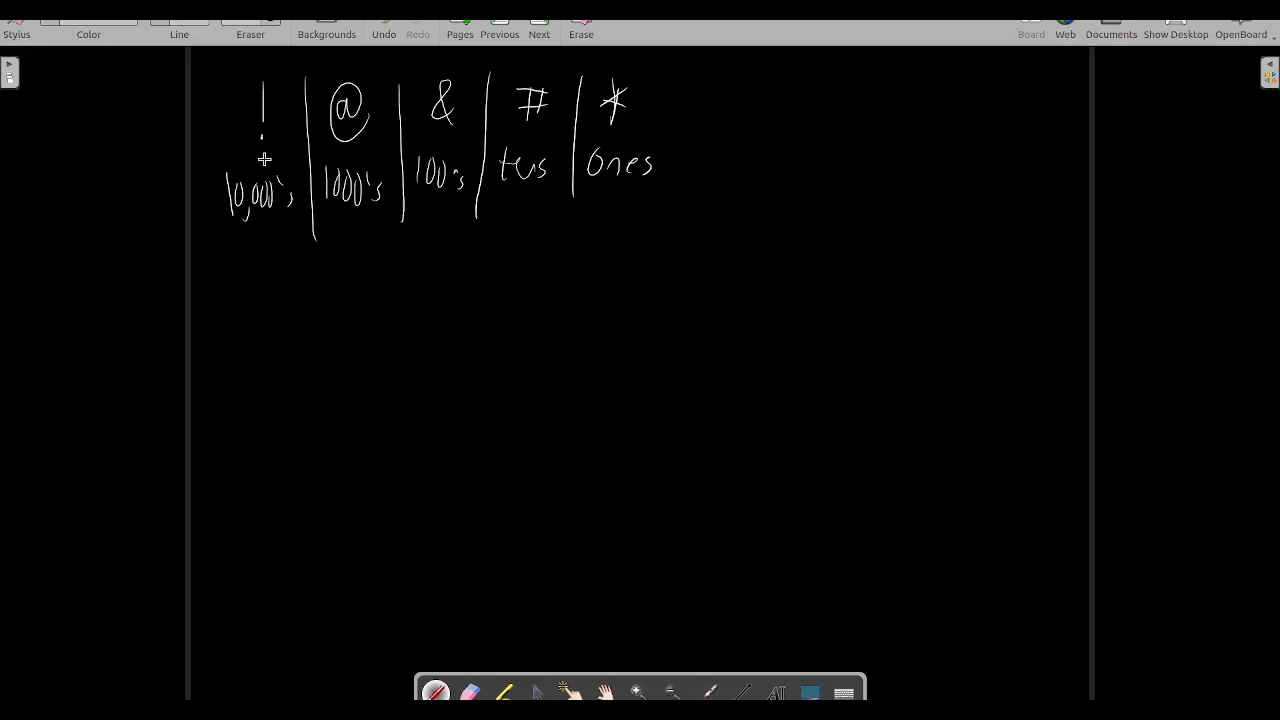 Stylus Color Line Eraser Backgrounds Undo Redo Pages Previous Next Erase Board Web Documents Show Desktop OpenBoard
! @ & # *
10,000's 1000's 100's tens ones